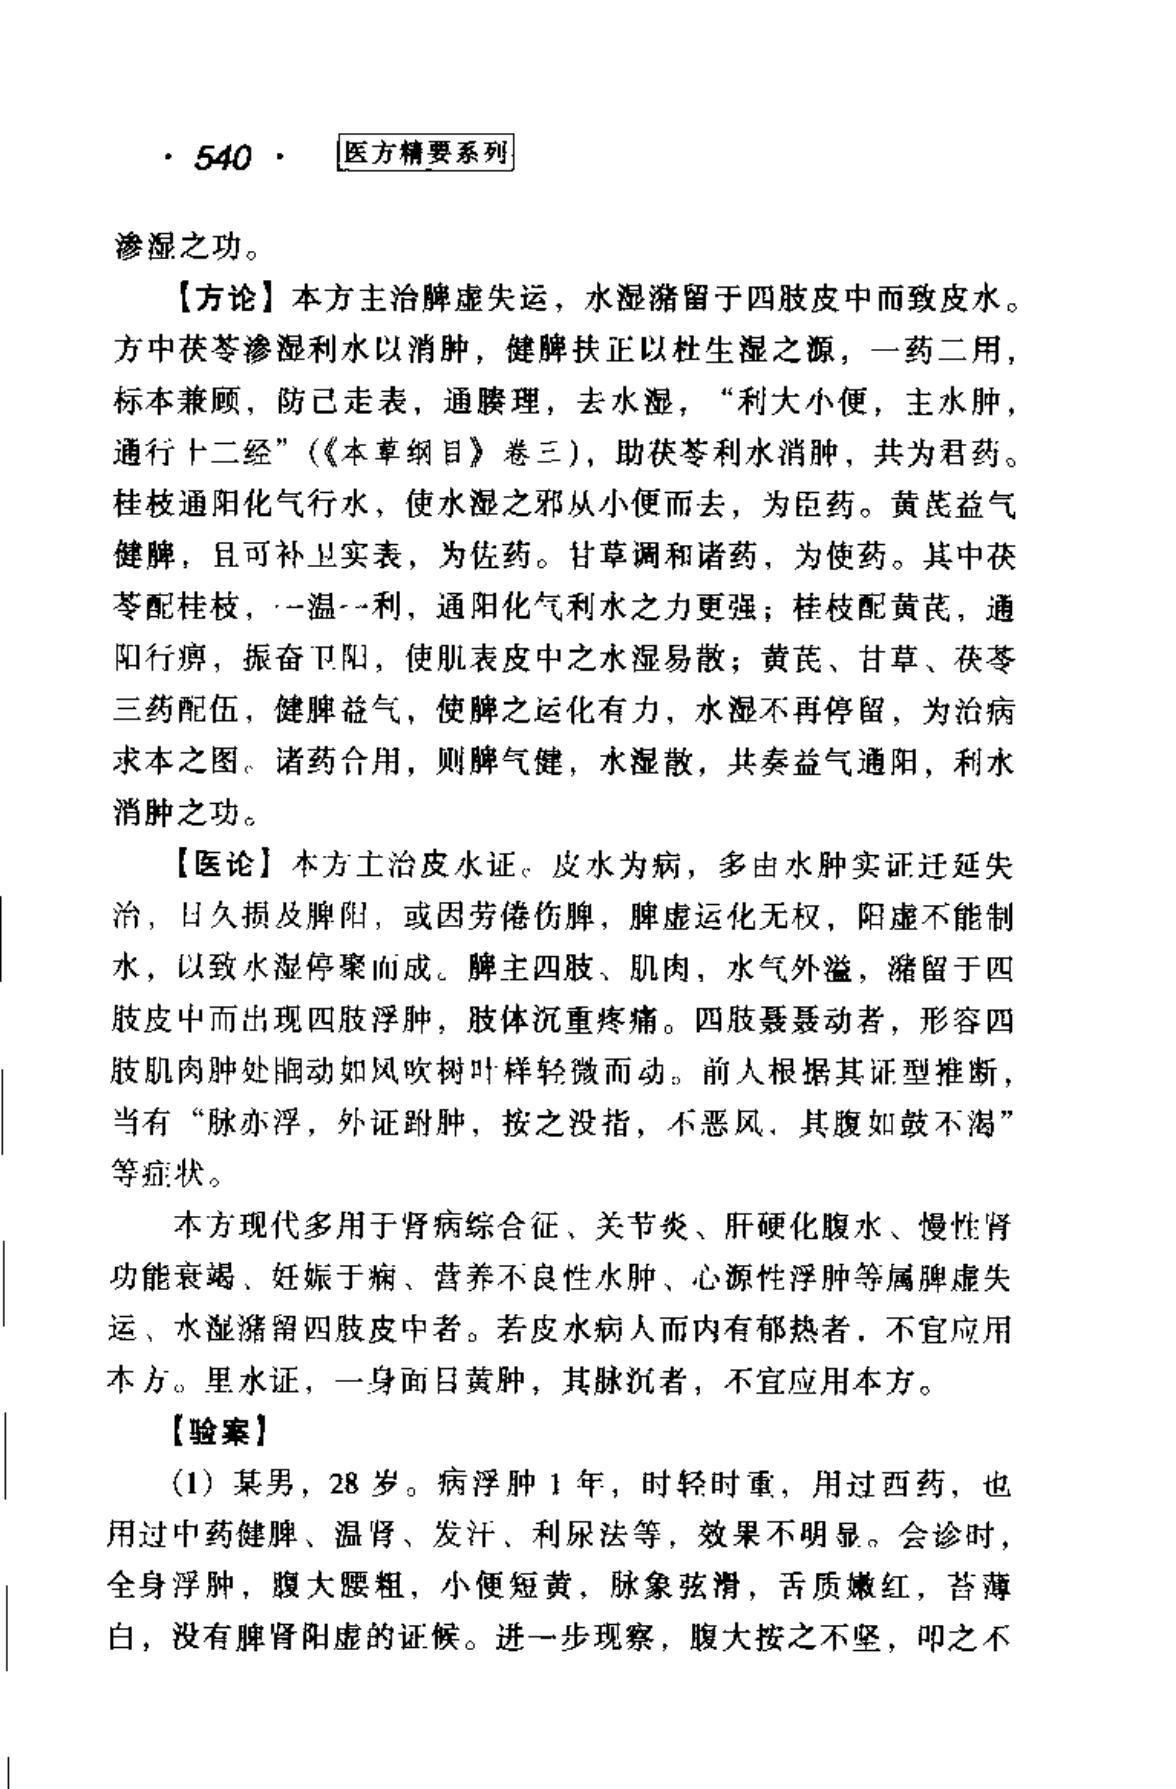 · 540 · 医方精要系列
渗湿之功。
【方论】本方主治脾虚失运，水湿潴留于四肢皮中而致皮水。
方中茯苓渗湿利水以消肿，健脾扶正以杜生湿之源，一药二用，
标本兼顾，防己走表，通腠理，去水湿，“利大小便，主水肿，
通行十二经”（《本草纲目》卷三），助茯苓利水消肿，共为君药。
桂枝通阳化气行水，使水湿之邪从小便而去，为臣药。黄芪益气
健脾，且可补卫实表，为佐药。甘草调和诸药，为使药。其中茯
苓配桂枝，一温一利，通阳化气利水之力更强；桂枝配黄芪，通
阳行痹，振奋卫阳，使肌表皮中之水湿易散；黄芪、甘草、茯苓
三药配伍，健脾益气，使脾之运化有力，水湿不再停留，为治病
求本之图。诸药合用，则脾气健，水湿散，共奏益气通阳，利水
消肿之功。
【医论】本方主治皮水证。皮水为病，多由水肿实证迁延失
治，日久损及脾阳，或因劳倦伤脾，脾虚运化无权，阳虚不能制
水，以致水湿停聚而成。脾主四肢、肌肉，水气外溢，潴留于四
肢皮中而出现四肢浮肿，肢体沉重疼痛。四肢聂聂动者，形容四
肢肌肉肿处瞤动如风吹树叶样轻微而动。前人根据其证型推断，
当有“脉亦浮，外证跗肿，按之没指，不恶风，其腹如鼓不渴”
等症状。
本方现代多用于肾病综合征、关节炎、肝硬化腹水、慢性肾
功能衰竭、妊娠子痫、营养不良性水肿、心源性浮肿等属脾虚失
运、水湿潴留四肢皮中者。若皮水病人而内有郁热者，不宜应用
本方。里水证，一身面目黄肿，其脉沉者，不宜应用本方。
【验案】
（1）某男，28 岁。病浮肿 1 年，时轻时重，用过西药，也
用过中药健脾、温肾、发汗、利尿法等，效果不明显。会诊时，
全身浮肿，腹大腰粗，小便短黄，脉象弦滑，舌质嫩红，苔薄
白，没有脾肾阳虚的证候。进一步现察，腹大按之不坚，叩之不